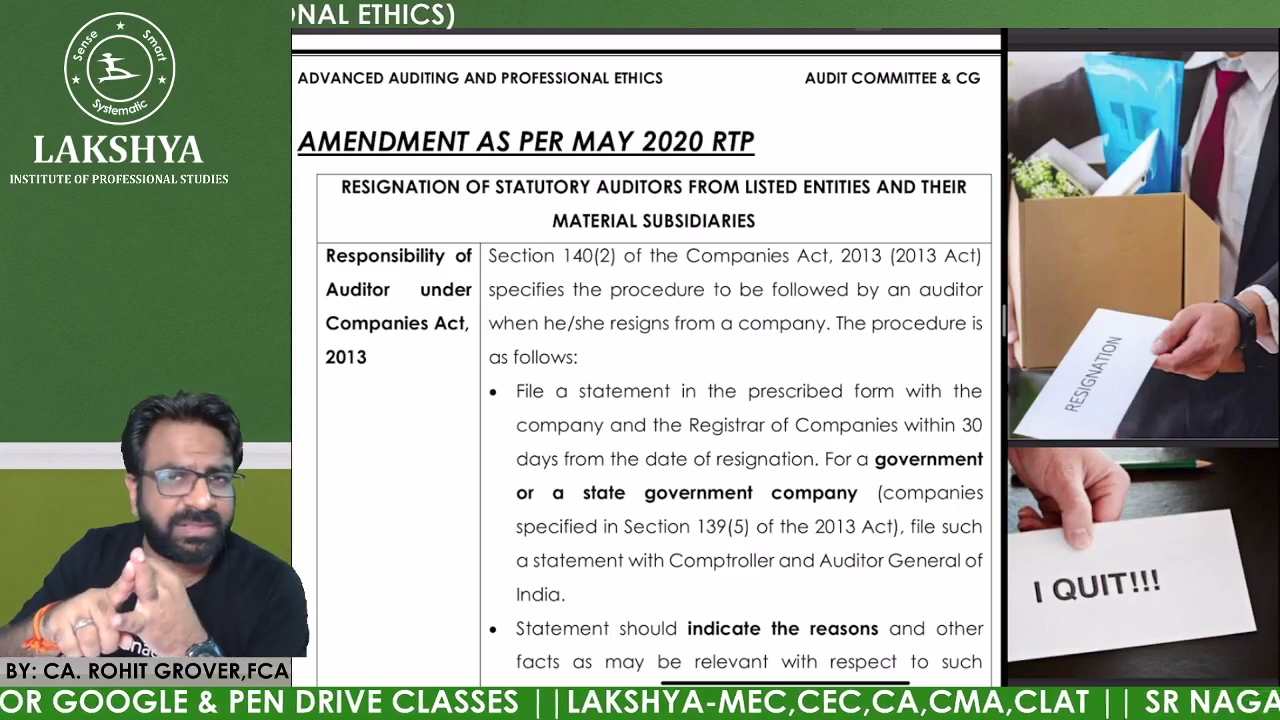 ONAL ETHICS)
Sense
Smart
Systematic
LAKSHYA
INSTITUTE OF PROFESSIONAL STUDIES
ADVANCED AUDITING AND PROFESSIONAL ETHICS
AUDIT COMMITTEE & CG
AMENDMENT AS PER MAY 2020 RTP
RESIGNATION OF STATUTORY AUDITORS FROM LISTED ENTITIES AND THEIR
MATERIAL SUBSIDIARIES
Responsibility of
Auditor under
Companies Act,
2013
Section 140(2) of the Companies Act, 2013 (2013 Act)
specifies the procedure to be followed by an auditor
when he/she resigns from a company. The procedure is
as follows:
• File a statement in the prescribed form with the
company and the Registrar of Companies within 30
days from the date of resignation. For a government
or a state government company (companies
specified in Section 139(5) of the 2013 Act), file such
a statement with Comptroller and Auditor General of
India.
• Statement should indicate the reasons and other
facts as may be relevant with respect to such
RESIGNATION
I QUIT!!!
BY: CA. ROHIT GROVER,FCA
OR GOOGLE & PEN DRIVE CLASSES ||LAKSHYA-MEC,CEC,CA,CMA,CLAT || SR NAGA